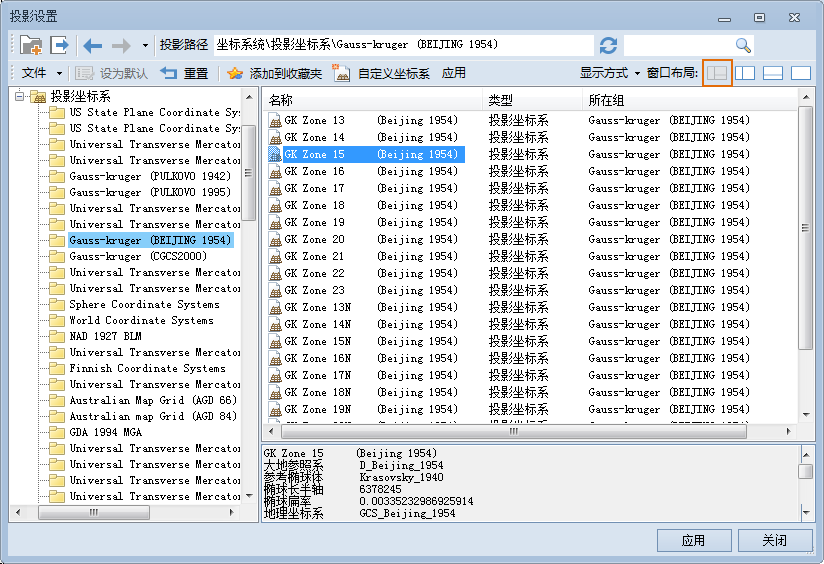 投影设置
投影路径 坐标系统\投影坐标系\Gauss-kruger (BEIJING 1954)
文件 设为默认 重置 添加到收藏夹 自定义坐标系 应用 显示方式 窗口布局:
投影坐标系
US State Plane Coordinate Sy
US State Plane Coordinate Sy
Universal Transverse Mercator
Universal Transverse Mercator
Gauss-kruger (PULKOVO 1942)
Gauss-kruger (PULKOVO 1995)
Universal Transverse Mercator
Universal Transverse Mercator
Gauss-kruger (BEIJING 1954)
Gauss-kruger (CGCS2000)
Universal Transverse Mercator
Universal Transverse Mercator
Sphere Coordinate Systems
World Coordinate Systems
NAD 1927 BLM
Universal Transverse Mercator
Finnish Coordinate Systems
Universal Transverse Mercator
Australian Map Grid (AGD 66)
Australian map Grid (AGD 84)
GDA 1994 MGA
Universal Transverse Mercator
Universal Transverse Mercator
Universal Transverse Mercator
Universal Transverse Mercator
名称 类型 所在组
GK Zone 13 (Beijing 1954) 投影坐标系 Gauss-kruger (BEIJING 1954)
GK Zone 14 (Beijing 1954) 投影坐标系 Gauss-kruger (BEIJING 1954)
GK Zone 15 (Beijing 1954) 投影坐标系 Gauss-kruger (BEIJING 1954)
GK Zone 16 (Beijing 1954) 投影坐标系 Gauss-kruger (BEIJING 1954)
GK Zone 17 (Beijing 1954) 投影坐标系 Gauss-kruger (BEIJING 1954)
GK Zone 18 (Beijing 1954) 投影坐标系 Gauss-kruger (BEIJING 1954)
GK Zone 19 (Beijing 1954) 投影坐标系 Gauss-kruger (BEIJING 1954)
GK Zone 20 (Beijing 1954) 投影坐标系 Gauss-kruger (BEIJING 1954)
GK Zone 21 (Beijing 1954) 投影坐标系 Gauss-kruger (BEIJING 1954)
GK Zone 22 (Beijing 1954) 投影坐标系 Gauss-kruger (BEIJING 1954)
GK Zone 23 (Beijing 1954) 投影坐标系 Gauss-kruger (BEIJING 1954)
GK Zone 13N (Beijing 1954) 投影坐标系 Gauss-kruger (BEIJING 1954)
GK Zone 14N (Beijing 1954) 投影坐标系 Gauss-kruger (BEIJING 1954)
GK Zone 15N (Beijing 1954) 投影坐标系 Gauss-kruger (BEIJING 1954)
GK Zone 16N (Beijing 1954) 投影坐标系 Gauss-kruger (BEIJING 1954)
GK Zone 17N (Beijing 1954) 投影坐标系 Gauss-kruger (BEIJING 1954)
GK Zone 18N (Beijing 1954) 投影坐标系 Gauss-kruger (BEIJING 1954)
GK Zone 19N (Beijing 1954) 投影坐标系 Gauss-kruger (BEIJING 1954)
GK Zone 15 (Beijing 1954)
大地参照系 D_Beijing_1954
参考椭球体 Krasovsky_1940
椭球长半轴 6378245
椭球扁率 0.00335232986925914
地理坐标系 GCS_Beijing_1954
应用 关闭